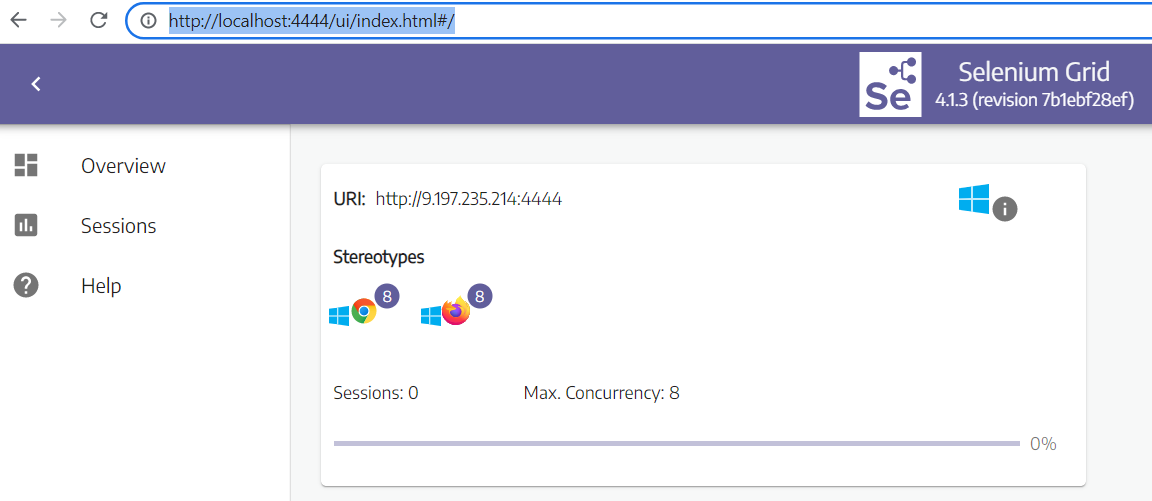 http://localhost:4444/ui/index.html#/
Se
Selenium Grid
4.1.3 (revision 7b1ebf28ef)
Overview
Sessions
Help
URI: http://9.197.235.214:4444
Stereotypes
8 8
Sessions: 0 Max. Concurrency: 8
0%